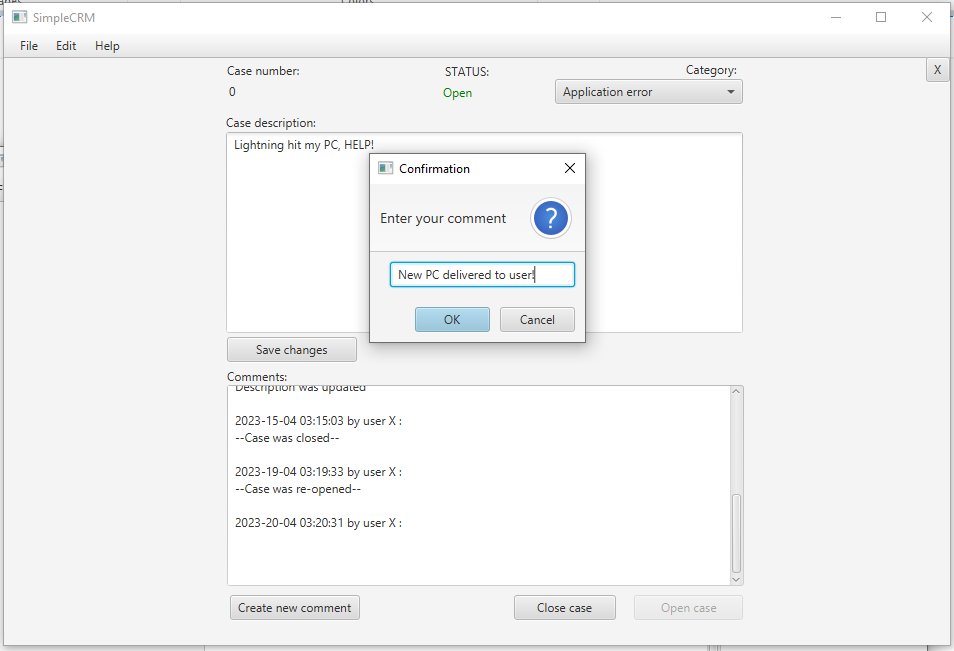 SimpleCRM
File Edit Help
X
Case number:
0
STATUS:
Open
Category:
Application error
Case description:
Lightning hit my PC, HELP!
Confirmation
Enter your comment
?
New PC delivered to user!
OK Cancel
Save changes
Comments:
Description was updated
2023-15-04 03:15:03 by user X :
--Case was closed--
2023-19-04 03:19:33 by user X :
--Case was re-opened--
2023-20-04 03:20:31 by user X :
Create new comment Close case Open case